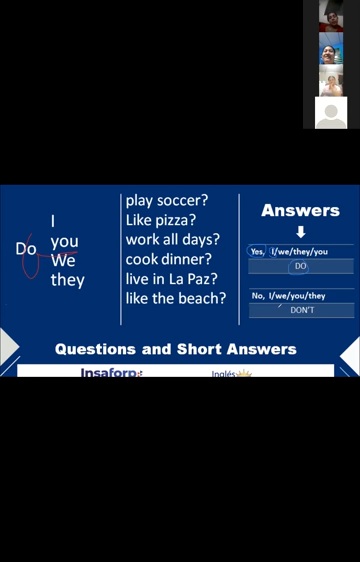 Do
I
you
We
they
play soccer?
Like pizza?
work all days?
cook dinner?
live in La Paz?
like the beach?
Answers
Yes, I/we/they/you
DO
No, I/we/you/they
DON'T
Questions and Short Answers
Insaforp
Inglés